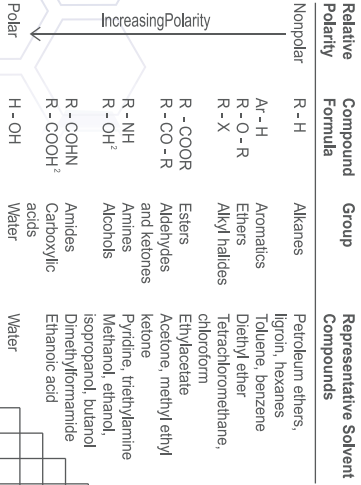 Relative Compound Representative Solvent
Polarity Formula Group Compounds
Nonpolar R - H Alkanes Petroleum ethers,
ligroin, hexanes
Ar - H Aromatics Toluene, benzene
R - O - R Ethers Diethyl ether
R - X Alkyl halides Tetrachloromethane,
chloroform
R - COOR Esters Ethylacetate
R - CO - R Aldehydes Acetone, methyl ethyl
and ketones ketone
R - NH Amines Pyridine, triethylamine
R - OH² Alcohols Methanol, ethanol,
isopropanol, butanol
R - COHN Amides Dimethylformamide
R - COOH² Carboxylic Ethanoic acid
acids
Polar H - OH Water Water
IncreasingPolarity